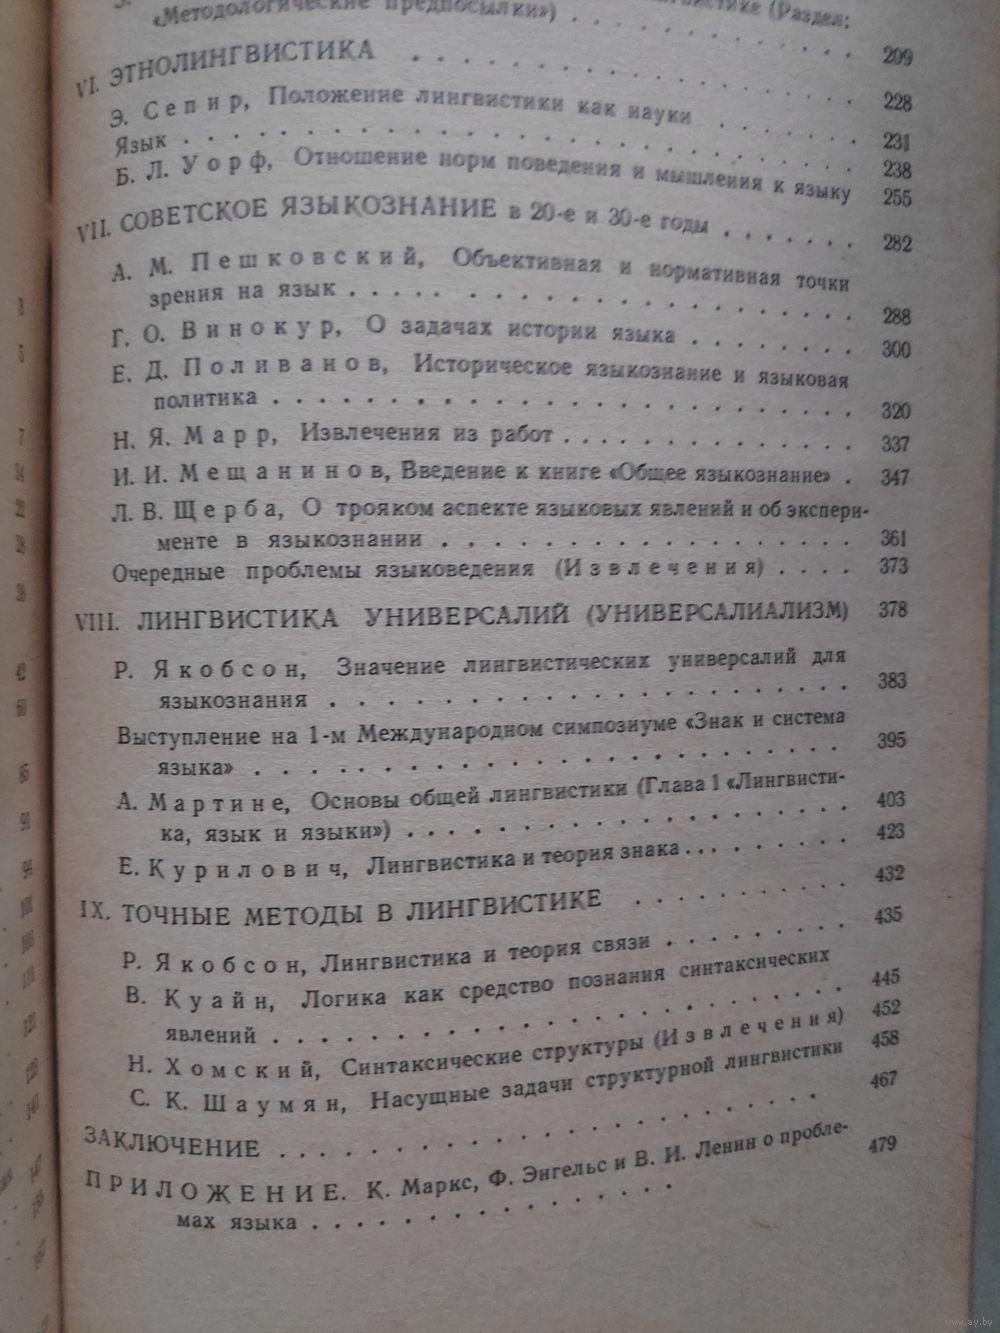 «Методологические предпосылки») . . . . . . . . . 209
VI. ЭТНОЛИНГВИСТИКА . . . . . . . . . . . . . . . 228
Э. Сепир, Положение лингвистики как науки . . . . . 231
Язык . . . . . . . . . . . . . . . . . . . . . 238
Б. Л. Уорф, Отношение норм поведения и мышления к языку 255
VII. СОВЕТСКОЕ ЯЗЫКОЗНАНИЕ в 20-е и 30-е годы . . . . . . . 282
А. М. Пешковский, Объективная и нормативная точки
зрения на язык . . . . . . . . . . . . . . . . 288
Г. О. Винокур, О задачах истории языка . . . . . . . 300
Е. Д. Поливанов, Историческое языкознание и языковая
политика . . . . . . . . . . . . . . . . . . . 320
Н. Я. Марр, Извлечения из работ . . . . . . . . . . . 337
И. И. Мещанинов, Введение к книге «Общее языкознание» . 347
Л. В. Щерба, О трояком аспекте языковых явлений и об экспери-
менте в языкознании . . . . . . . . . . . . . . 361
Очередные проблемы языковедения (Извлечения) . . . . 373
VIII. ЛИНГВИСТИКА УНИВЕРСАЛИЙ (УНИВЕРСАЛИАЛИЗМ) 378
Р. Якобсон, Значение лингвистических универсалий для
языкознания . . . . . . . . . . . . . . . . . 383
Выступление на 1-м Международном симпозиуме «Знак и система
языка» . . . . . . . . . . . . . . . . . . . 395
А. Мартине, Основы общей лингвистики (Глава 1 «Лингвисти-
ка, язык и языки») . . . . . . . . . . . . . . 403
Е. Курилович, Лингвистика и теория знака . . . . . . . 423
IX. ТОЧНЫЕ МЕТОДЫ В ЛИНГВИСТИКЕ . . . . . . . . . 432
Р. Якобсон, Лингвистика и теория связи . . . . . . . . 435
В. Куайн, Логика как средство познания синтаксических
явлений . . . . . . . . . . . . . . . . . . . 445
Н. Хомский, Синтаксические структуры (Извлечения) 452
С. К. Шаумян, Насущные задачи структурной лингвистики 458
ЗАКЛЮЧЕНИЕ . . . . . . . . . . . . . . . . . . . 467
ПРИЛОЖЕНИЕ. К. Маркс, Ф. Энгельс и В. И. Ленин о пробле-
мах языка . . . . . . . . . . . . . . . . 479
www.ay.by